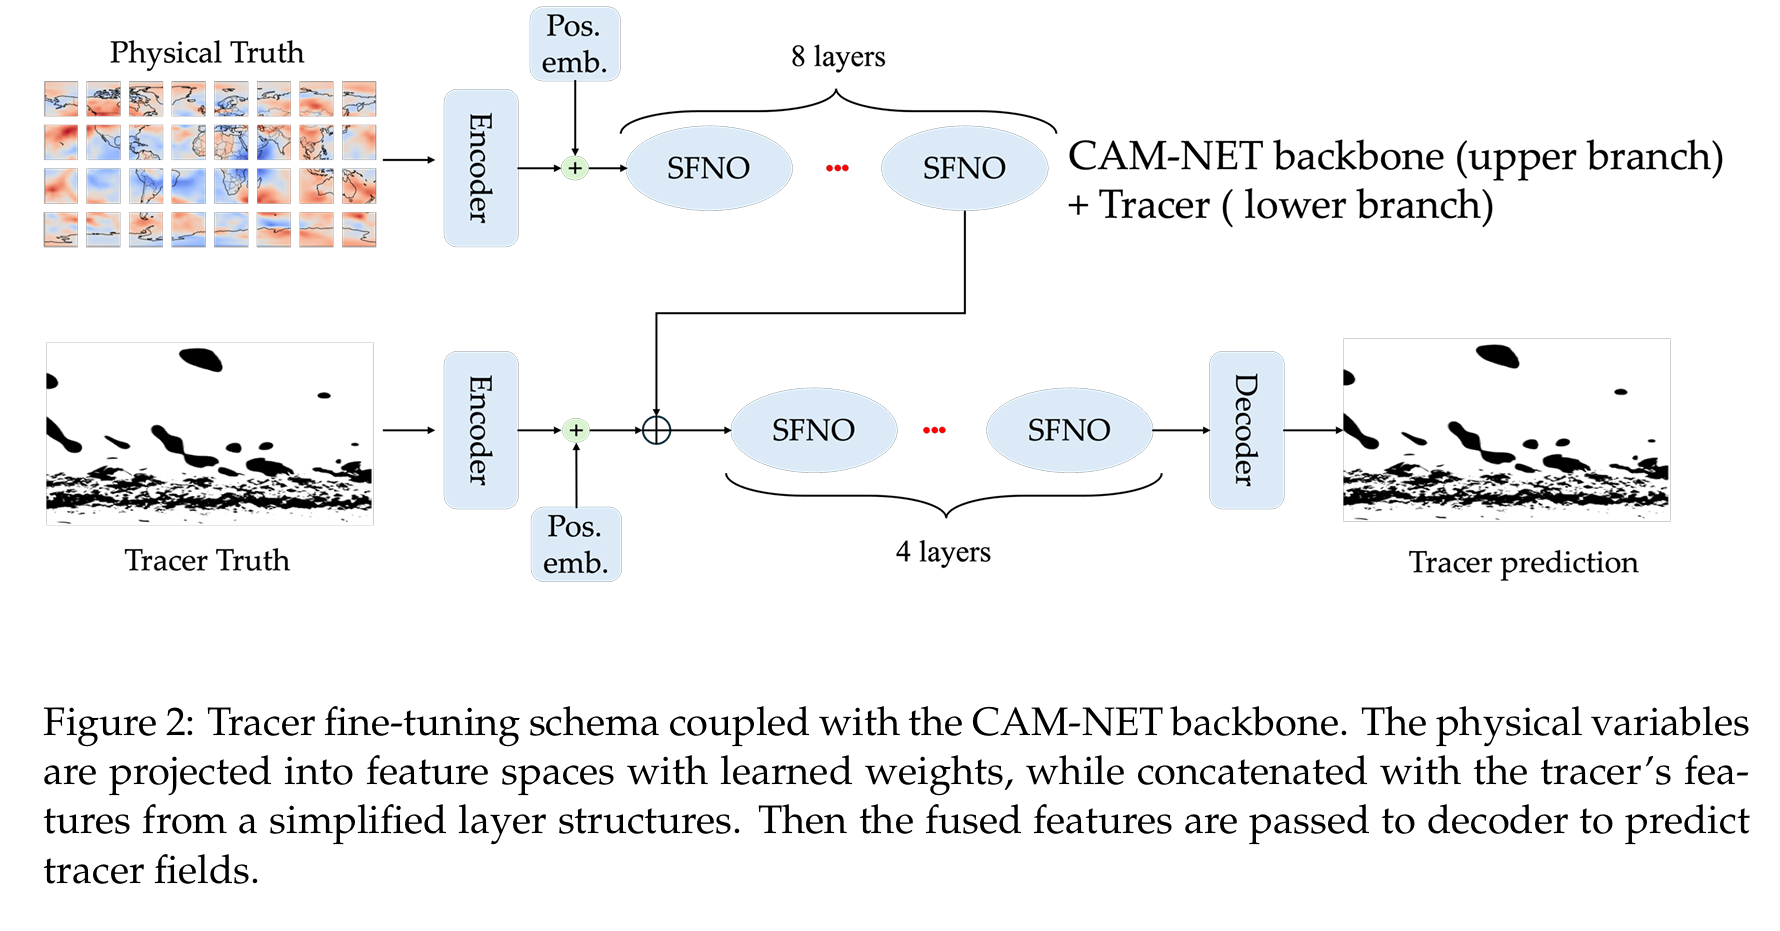 Physical Truth
Encoder
Pos.
emb.
+
8 layers
SFNO
SFNO
CAM-NET backbone (upper branch)
+ Tracer ( lower branch)
Tracer Truth
Encoder
+
Pos.
emb.
SFNO
SFNO
4 layers
Decoder
Tracer prediction
Figure 2: Tracer fine-tuning schema coupled with the CAM-NET backbone. The physical variables
are projected into feature spaces with learned weights, while concatenated with the tracer's fea-
tures from a simplified layer structures. Then the fused features are passed to decoder to predict
tracer fields.